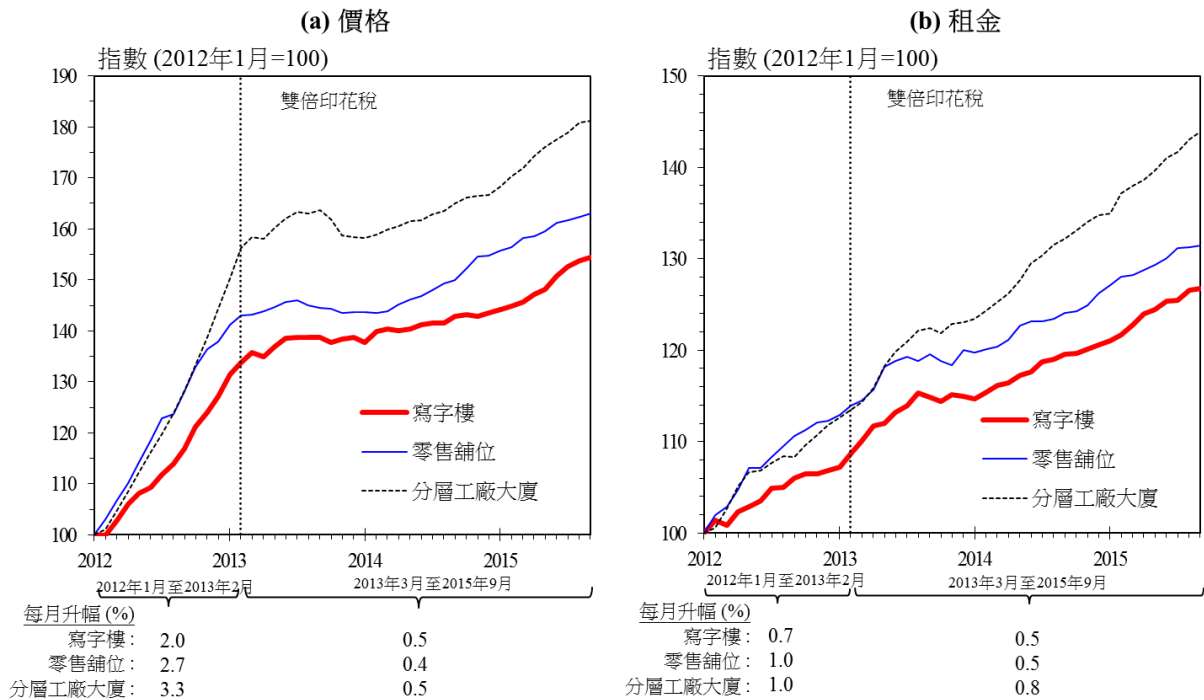 (a) 價格
指數 (2012年1月=100)
190
180
170
160
150
140
130
120
110
100
雙倍印花稅
寫字樓
零售舖位
分層工廠大廈
2012 2013 2014 2015
2012年1月至2013年2月 2013年3月至2015年9月
每月升幅 (%)
寫字樓： 2.0 0.5
零售舖位： 2.7 0.4
分層工廠大廈： 3.3 0.5
(b) 租金
指數 (2012年1月=100)
150
140
130
120
110
100
雙倍印花稅
寫字樓
零售舖位
分層工廠大廈
2012 2013 2014 2015
2012年1月至2013年2月 2013年3月至2015年9月
每月升幅 (%)
寫字樓： 0.7 0.5
零售舖位： 1.0 0.5
分層工廠大廈： 1.0 0.8